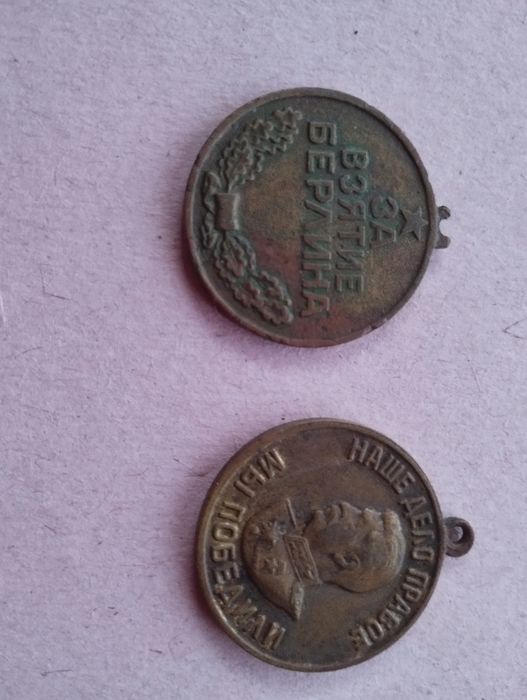 ЗА
ВЗЯТИЕ
БЕРЛИНА
НАШЕ ДЕЛО ПРАВОЕ
МЫ ПОБЕДИЛИ